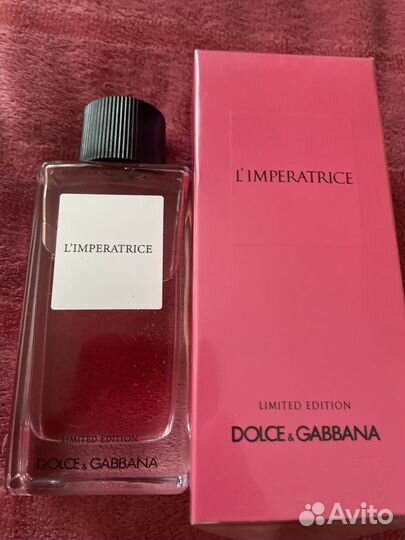 L'IMPERATRICE
LIMITED EDITION
DOLCE & GABBANA
L'IMPERATRICE
LIMITED EDITION
DOLCE & GABBANA
Avito